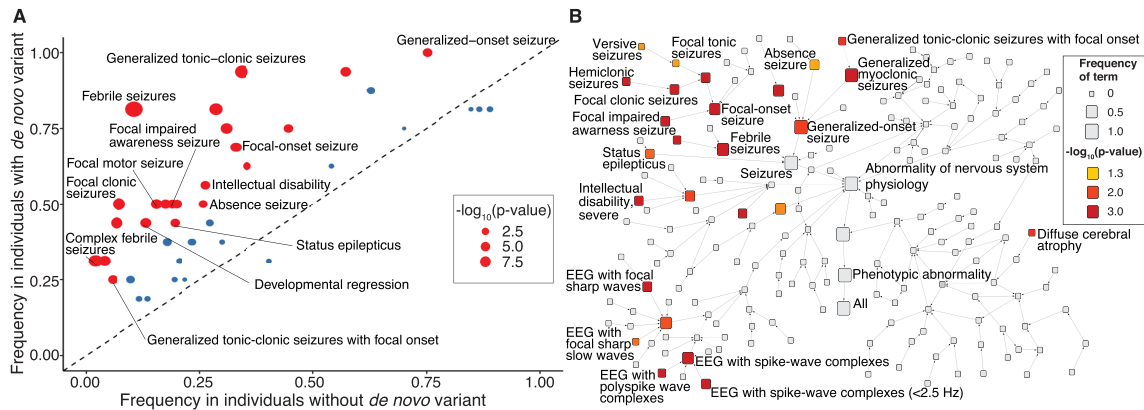 A
Frequency in individuals with de novo variant
1.00
0.75
0.50
0.25
0.00
Generalized-onset seizure
Generalized tonic-clonic seizures
Febrile seizures
Focal impaired
awareness seizure
Focal-onset seizure
Focal motor seizure
Focal clonic
seizures
Intellectual disability
Absence seizure
Complex febrile
seizures
Status epilepticus
Developmental regression
Generalized tonic-clonic seizures with focal onset
-log10(p-value)
2.5
5.0
7.5
0.00
0.25
0.50
0.75
1.00
Frequency in individuals without de novo variant
B
Versive
seizures
Focal tonic
seizures
Absence
seizure
Generalized tonic-clonic seizures with focal onset
Hemiclonic
seizures
Generalized
myoclonic
seizures
Focal clonic seizures
Focal-onset
seizure
Focal impaired
awarness seizure
Generalized-onset
seizure
Febrile
seizures
Status
epilepticus
Seizures
Abnormality of nervous system
physiology
Intellectual
disability,
severe
Diffuse cerebral
atrophy
EEG with focal
sharp waves
Phenotypic abnormality
All
EEG with
focal sharp
slow waves
EEG with spike-wave complexes
EEG with
polyspike wave
complexes
EEG with spike-wave complexes (<2.5 Hz)
Frequency
of term
0
0.5
1.0
-log10(p-value)
1.3
2.0
3.0